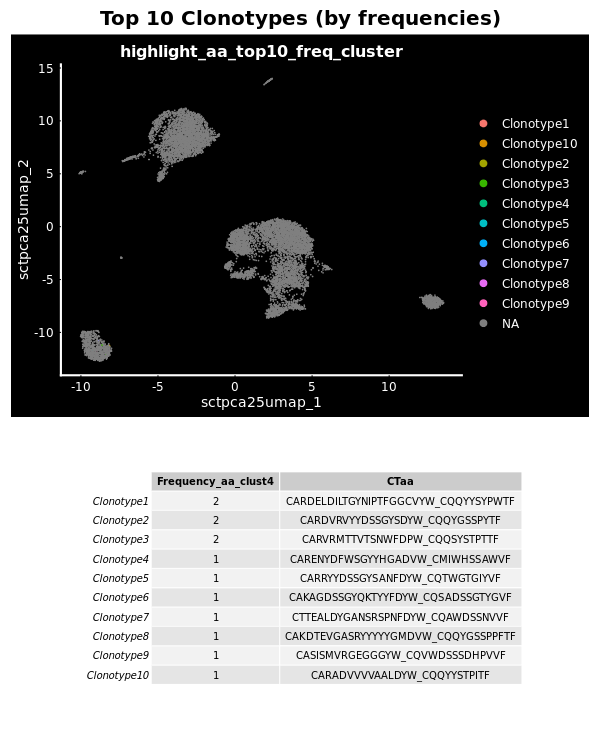 Top 10 Clonotypes (by frequencies)
highlight_aa_top10_freq_cluster
15
10
5
0
-5
-10
sctpca25umap_2
-10 -5 0 5 10
sctpca25umap_1
Clonotype1
Clonotype10
Clonotype2
Clonotype3
Clonotype4
Clonotype5
Clonotype6
Clonotype7
Clonotype8
Clonotype9
NA
Frequency_aa_clust4 CTaa
Clonotype1 2 CARDELDILTGYNIPTFGGCVYW_CQQYYSYPWTF
Clonotype2 2 CARDVRVYYDSSGYSDYW_CQQYGSSPYTF
Clonotype3 2 CARVRMTTVTSNWFDPW_CQQSYSTPTTF
Clonotype4 1 CARENYDFWSGYYHGADVW_CMIWHSSAWVF
Clonotype5 1 CARRYYDSSGYSANFDYW_CQTWGTGIYVF
Clonotype6 1 CAKAGDSSGYQKTYYFDYW_CQSADSSGTYGVF
Clonotype7 1 CTTEALDYGANSRSPNFDYW_CQAWDSSNVVF
Clonotype8 1 CAKDTEVGASRYYYYYGMDVW_CQQYGSSPPFTF
Clonotype9 1 CASISMVRGEGGGYW_CQVWDSSSDHPVVF
Clonotype10 1 CARADVVVVAALDYW_CQQYYSTPITF